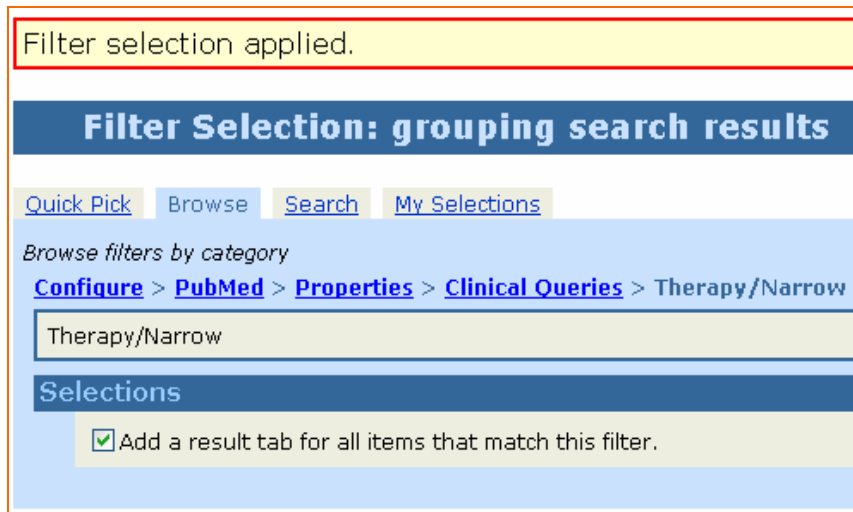 Filter selection applied.
Filter Selection: grouping search results
Quick Pick Browse Search My Selections
Browse filters by category
Configure > PubMed > Properties > Clinical Queries > Therapy/Narrow
Therapy/Narrow
Selections
Add a result tab for all items that match this filter.